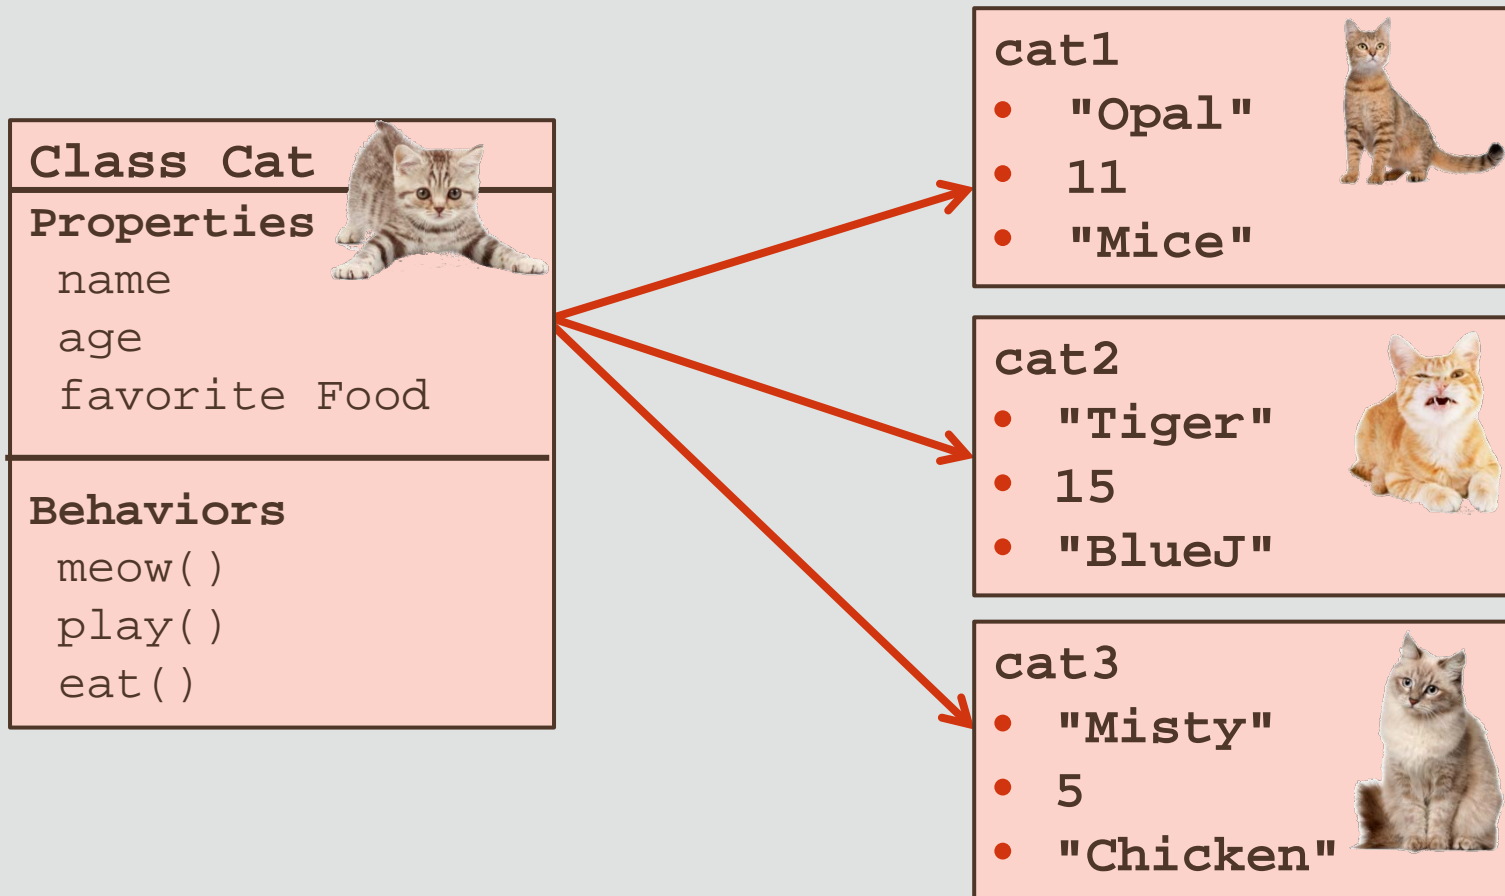 Class Cat
Properties
name
age
favorite Food
Behaviors
meow()
play()
eat()
cat1
• "Opal"
• 11
• "Mice"
cat2
• "Tiger"
• 15
• "BlueJ"
cat3
• "Misty"
• 5
• "Chicken"